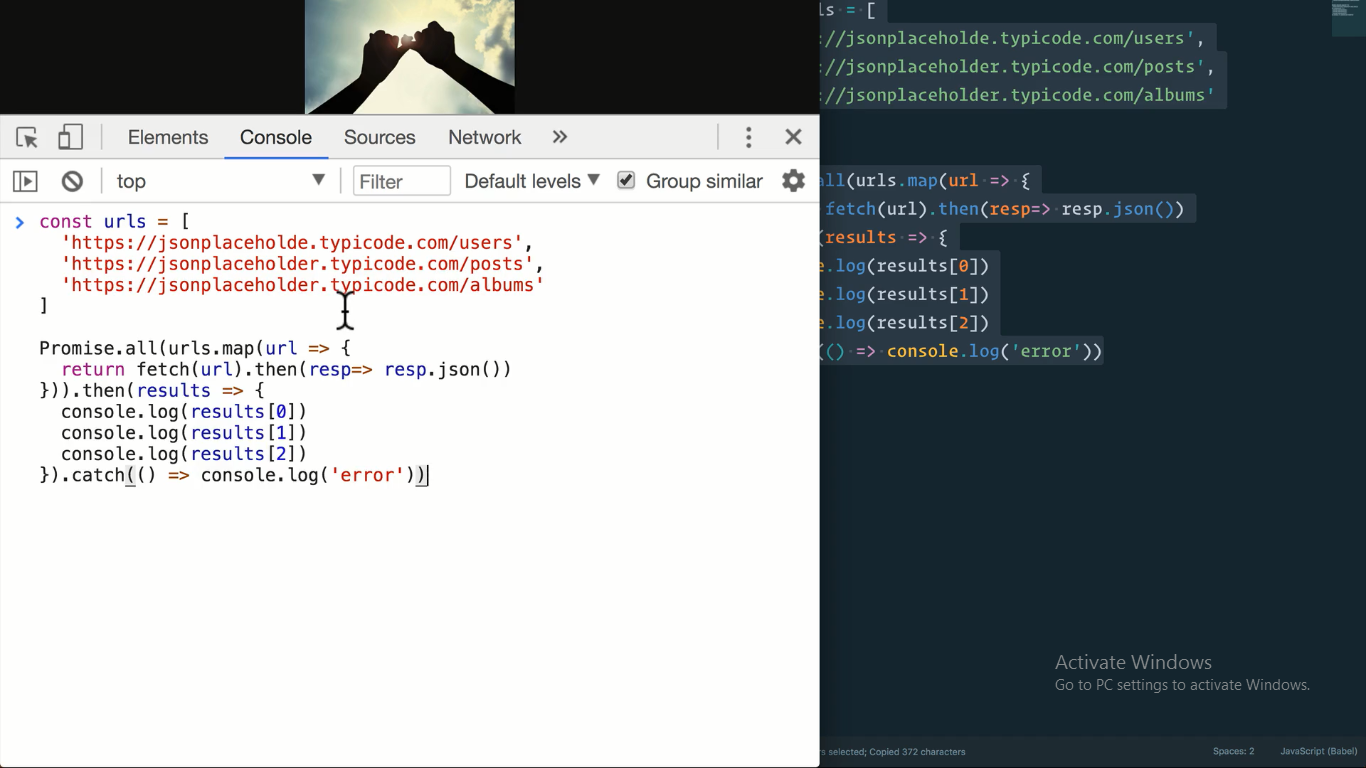 Elements Console Sources Network »
top Filter Default levels Group similar
const urls = [
'https://jsonplaceholde.typicode.com/users',
'https://jsonplaceholder.typicode.com/posts',
'https://jsonplaceholder.typicode.com/albums'
]
Promise.all(urls.map(url => {
return fetch(url).then(resp=> resp.json())
})).then(results => {
console.log(results[0])
console.log(results[1])
console.log(results[2])
}).catch(() => console.log('error'))
ls = [
://jsonplaceholde.typicode.com/users',
://jsonplaceholder.typicode.com/posts',
://jsonplaceholder.typicode.com/albums'
all(urls.map(url => {
fetch(url).then(resp=> resp.json())
(results => {
e.log(results[0])
e.log(results[1])
e.log(results[2])
(() => console.log('error'))
Activate Windows
Go to PC settings to activate Windows.
s selected; Copied 372 characters Spaces: 2 JavaScript (Babel)